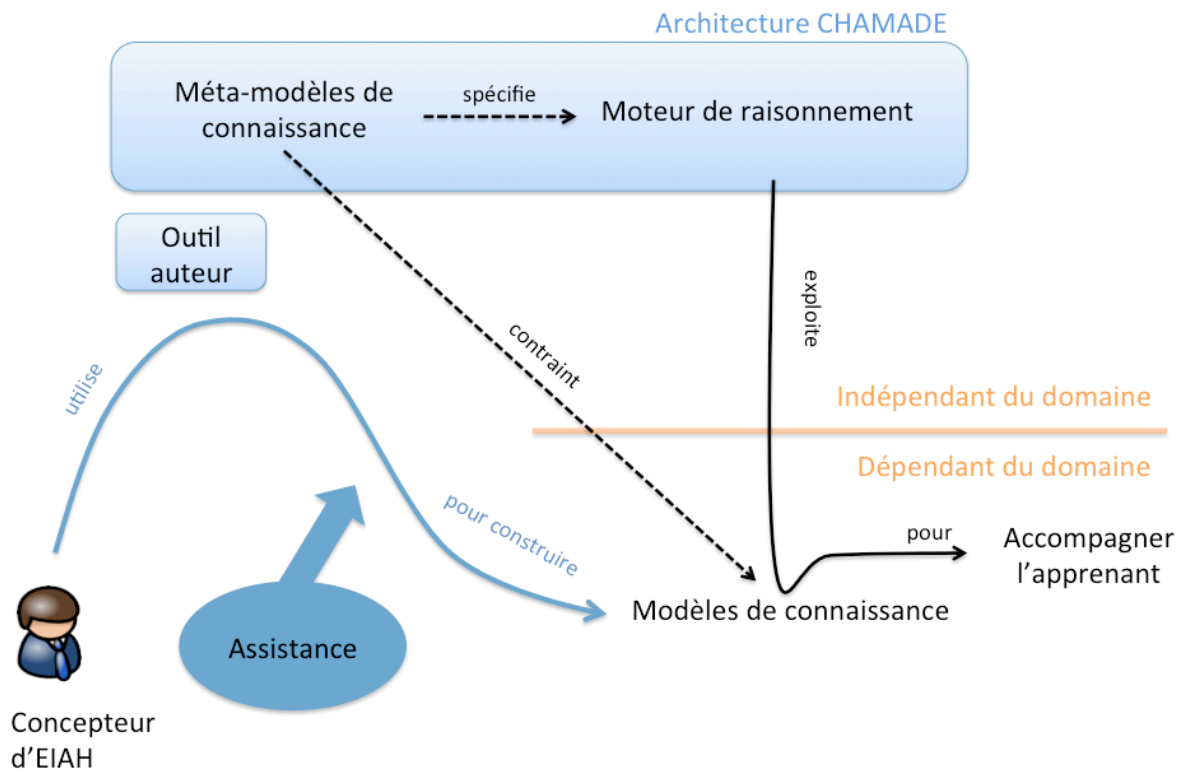 Architecture CHAMADE
Méta-modèles de
connaissance
spécifie
Moteur de raisonnement
Outil
auteur
utilise
contraint
exploite
Indépendant du domaine
Dépendant du domaine
pour construire
pour
Accompagner
l'apprenant
Modèles de connaissance
Assistance
Concepteur
d'EIAH